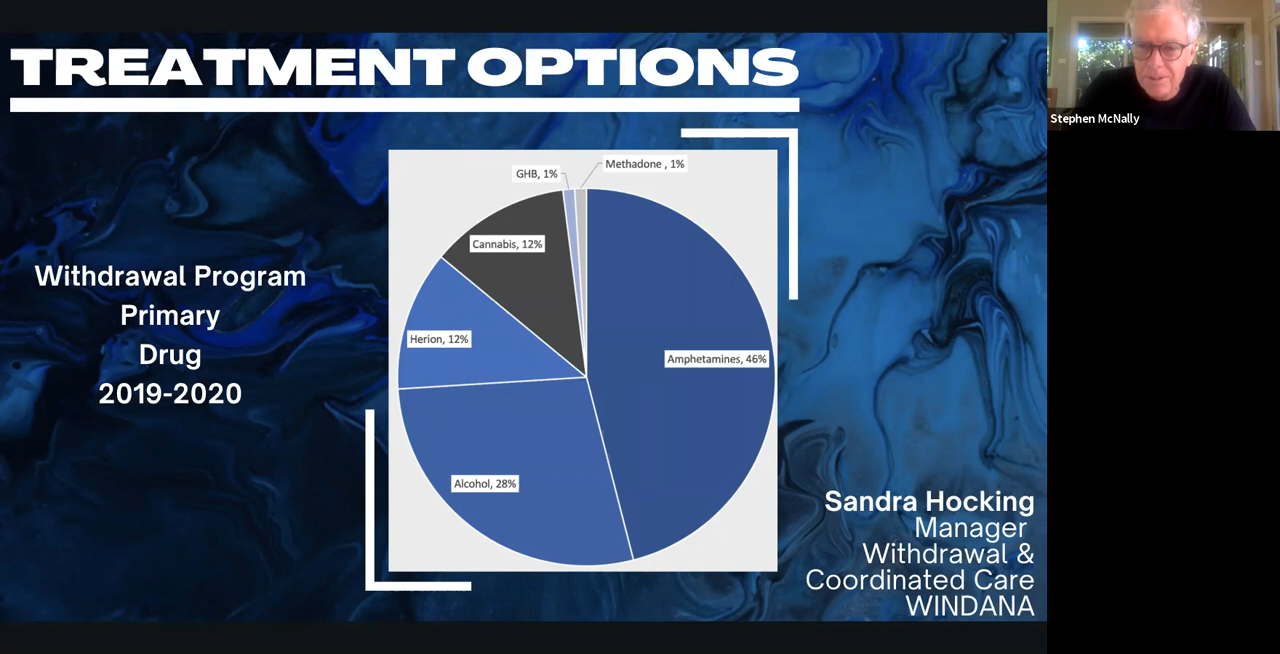 TREATMENT OPTIONS
Stephen McNally
Methadone , 1%
GHB, 1%
Cannabis, 12%
Withdrawal Program
Primary
Drug
2019-2020
Herion, 12%
Amphetamines, 46%
Alcohol, 28%
Sandra Hocking
Manager
Withdrawal &
Coordinated Care
WINDANA